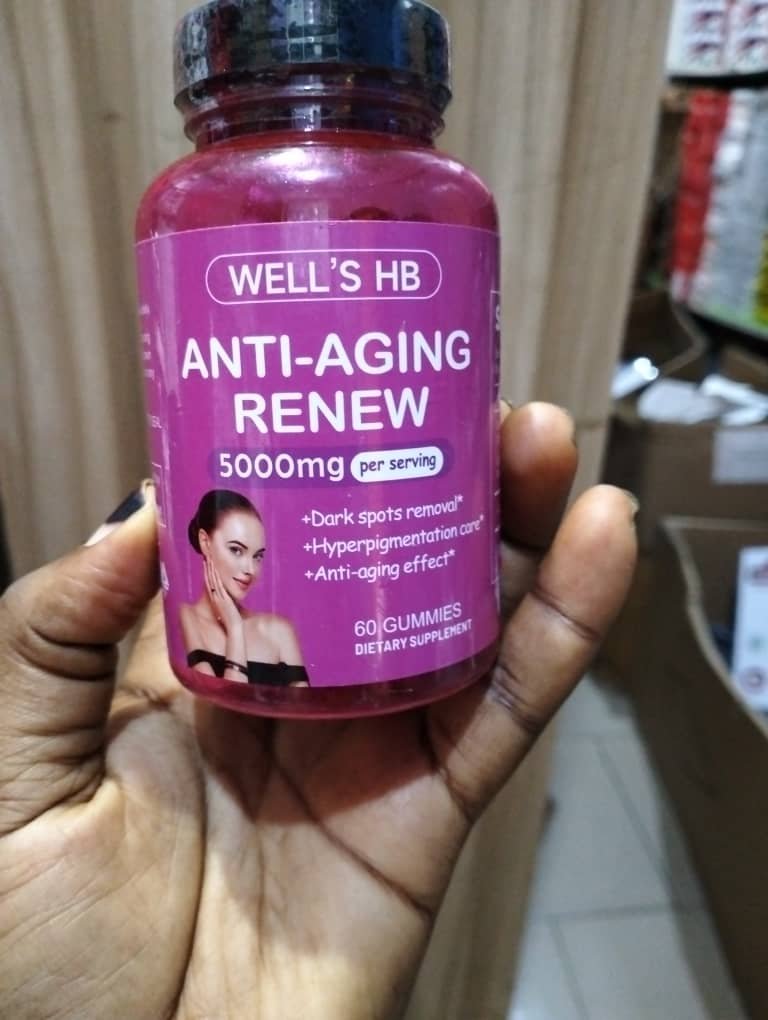 WELL'S HB
ANTI-AGING
RENEW
5000mg per serving
+Dark spots removal*
+Hyperpigmentation care*
+Anti-aging effect*
60 GUMMIES
DIETARY SUPPLEMENT